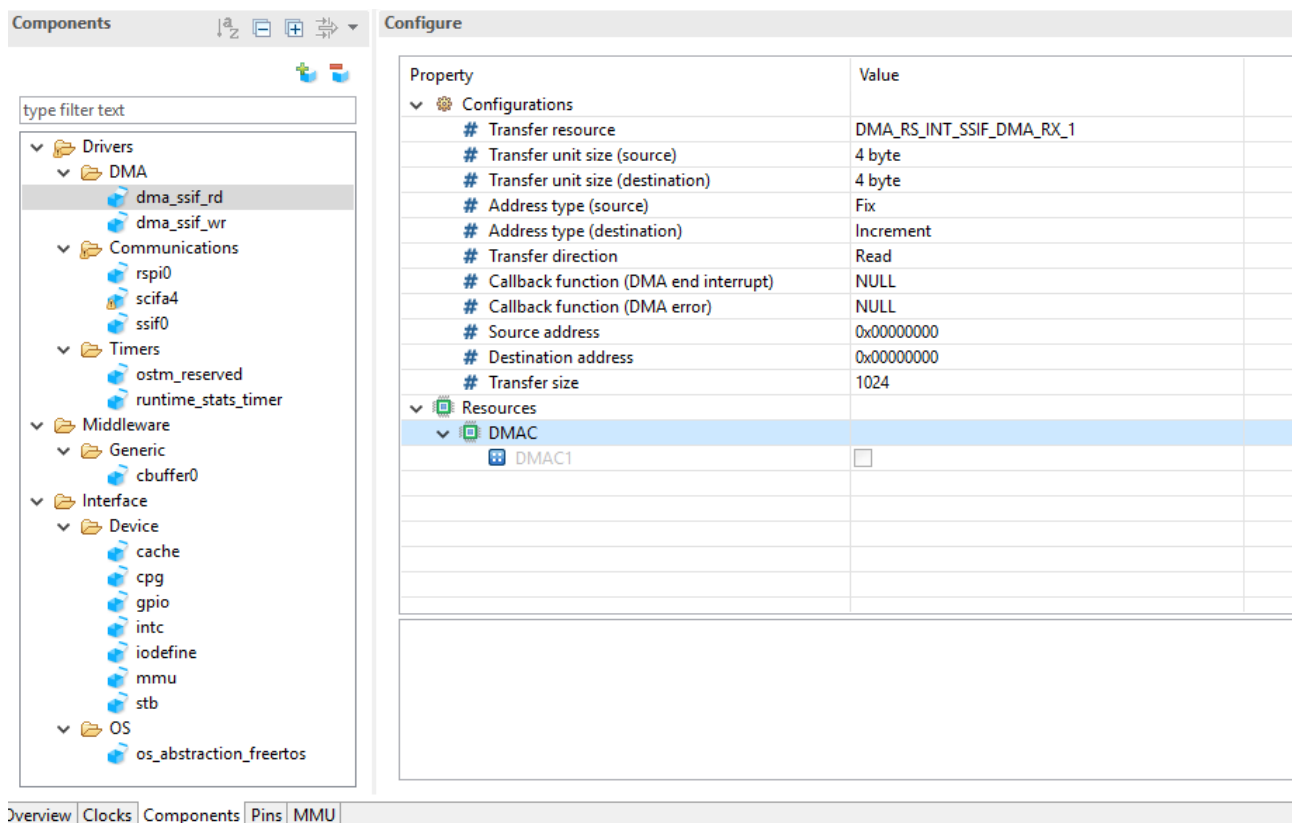 Components
type filter text
Drivers
DMA
dma_ssif_rd
dma_ssif_wr
Communications
rspi0
scifa4
ssif0
Timers
ostm_reserved
runtime_stats_timer
Middleware
Generic
cbuffer0
Interface
Device
cache
cpg
gpio
intc
iodefine
mmu
stb
OS
os_abstraction_freertos
Configure
Property Value
Configurations
# Transfer resource DMA_RS_INT_SSIF_DMA_RX_1
# Transfer unit size (source) 4 byte
# Transfer unit size (destination) 4 byte
# Address type (source) Fix
# Address type (destination) Increment
# Transfer direction Read
# Callback function (DMA end interrupt) NULL
# Callback function (DMA error) NULL
# Source address 0x00000000
# Destination address 0x00000000
# Transfer size 1024
Resources
DMAC
DMAC1
Overview Clocks Components Pins MMU